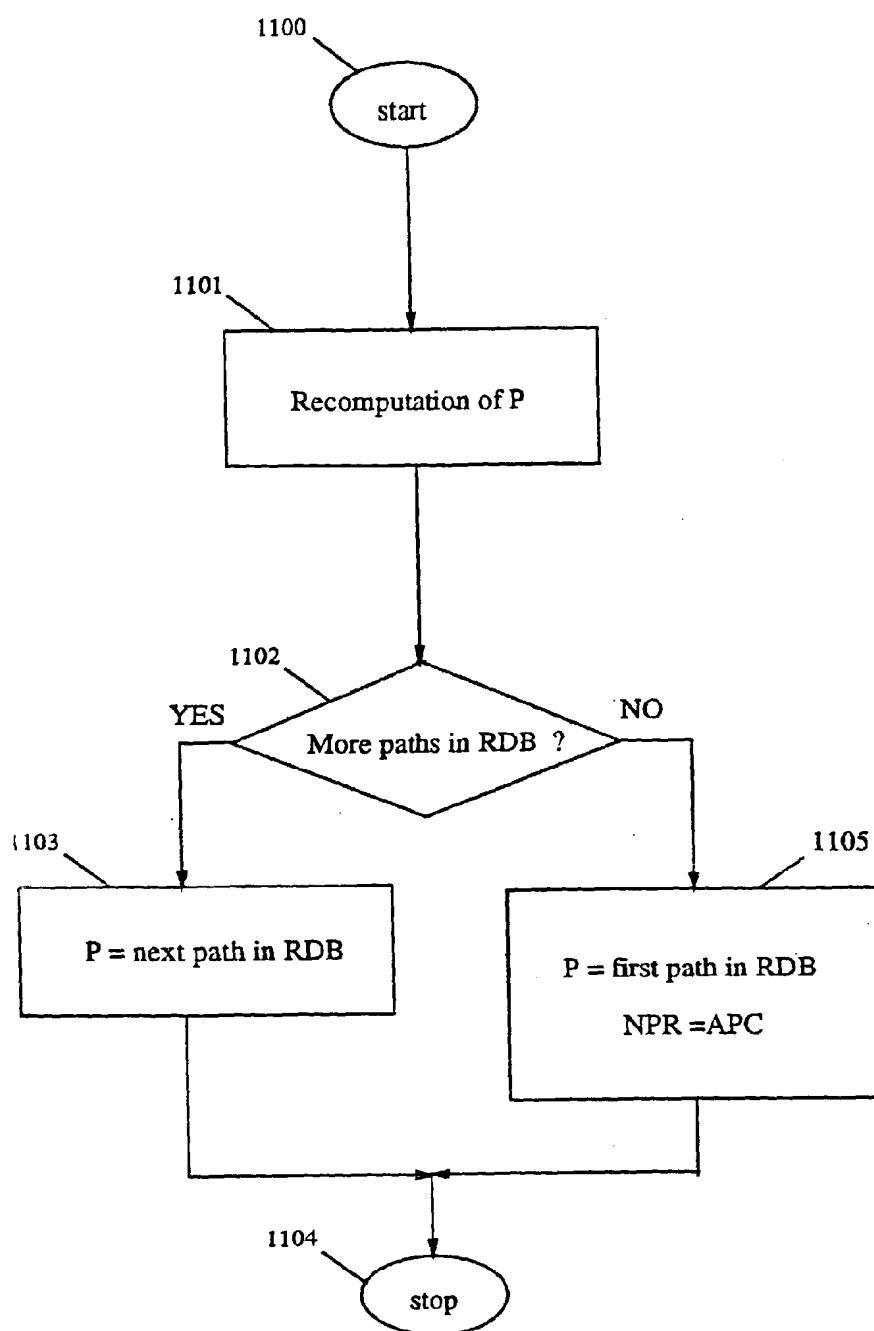 1100
start
1101
Recomputation of P
1102
YES
NO
More paths in RDB ?
1103
1105
P = next path in RDB
P = first path in RDB
NPR =APC
1104
stop